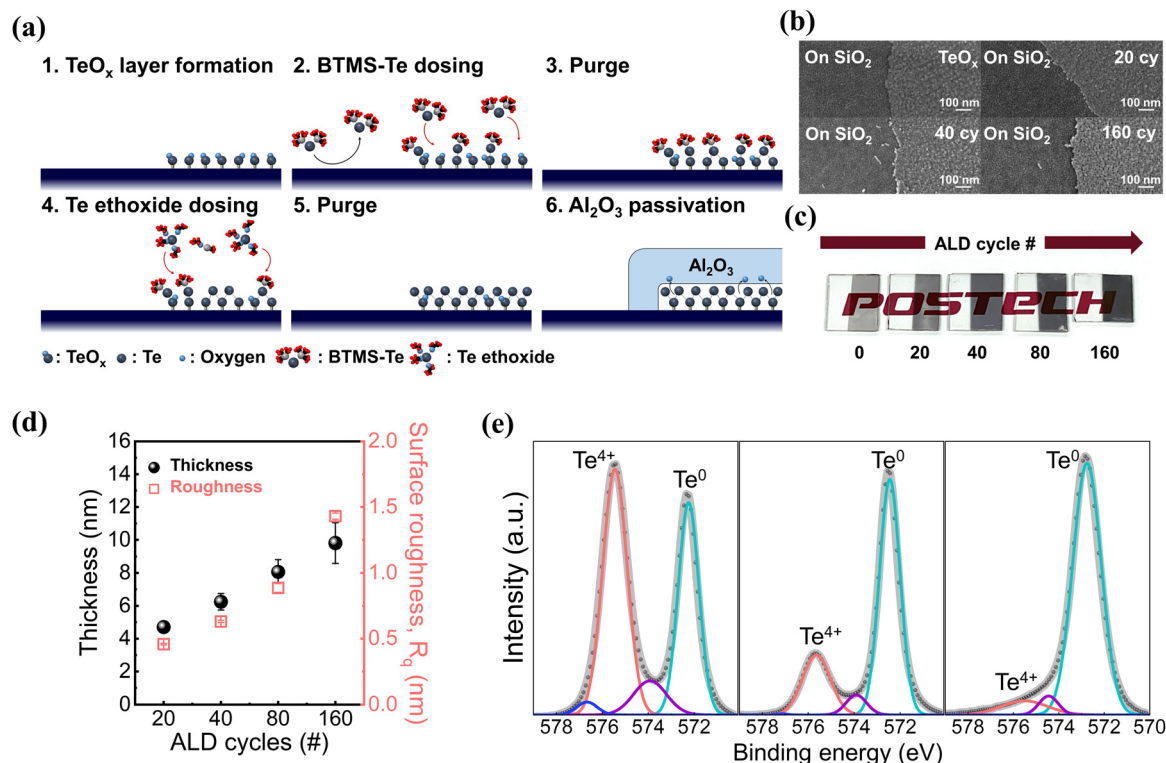 (a)
1. TeOₓ layer formation
2. BTMS-Te dosing
3. Purge
4. Te ethoxide dosing
5. Purge
6. Al₂O₃ passivation
Al₂O₃
: TeOₓ : Te : Oxygen : BTMS-Te : Te ethoxide
(b)
On SiO₂ TeOₓ
100 nm
On SiO₂ 20 cy
100 nm
On SiO₂ 40 cy
100 nm
On SiO₂ 160 cy
100 nm
(c)
ALD cycle #
POSTECH
0 20 40 80 160
(d)
Thickness (nm)
16
14
12
10
8
6
4
2
0
Thickness
Roughness
20 40 80 160
ALD cycles (#)
2.0
1.5
1.0
0.5
0.0
Surface roughness, R_q (nm)
(e)
Intensity (a.u.)
Te⁴⁺ Te⁰
Te⁴⁺ Te⁰
Te⁴⁺ Te⁰
578 576 574 572 578 576 574 572 578 576 574 572 570
Binding energy (eV)